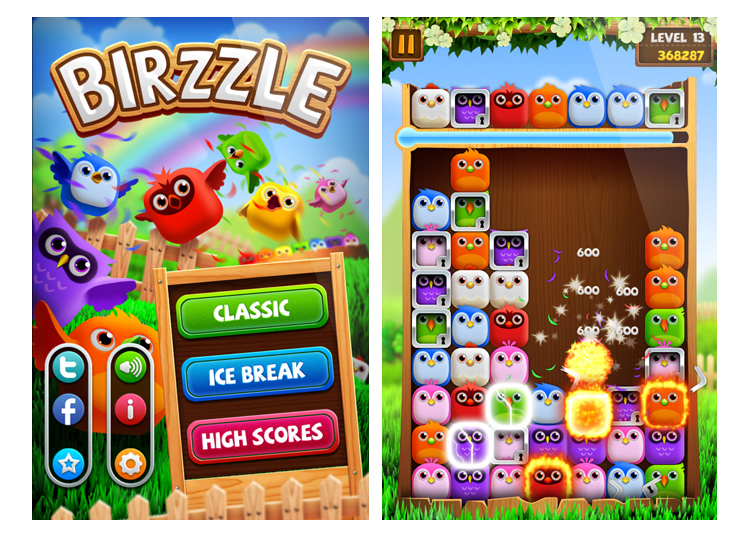 BIRZZLE
CLASSIC
ICE BREAK
HIGH SCORES
t
f
i
LEVEL 13
368287
600
600
600
600
600